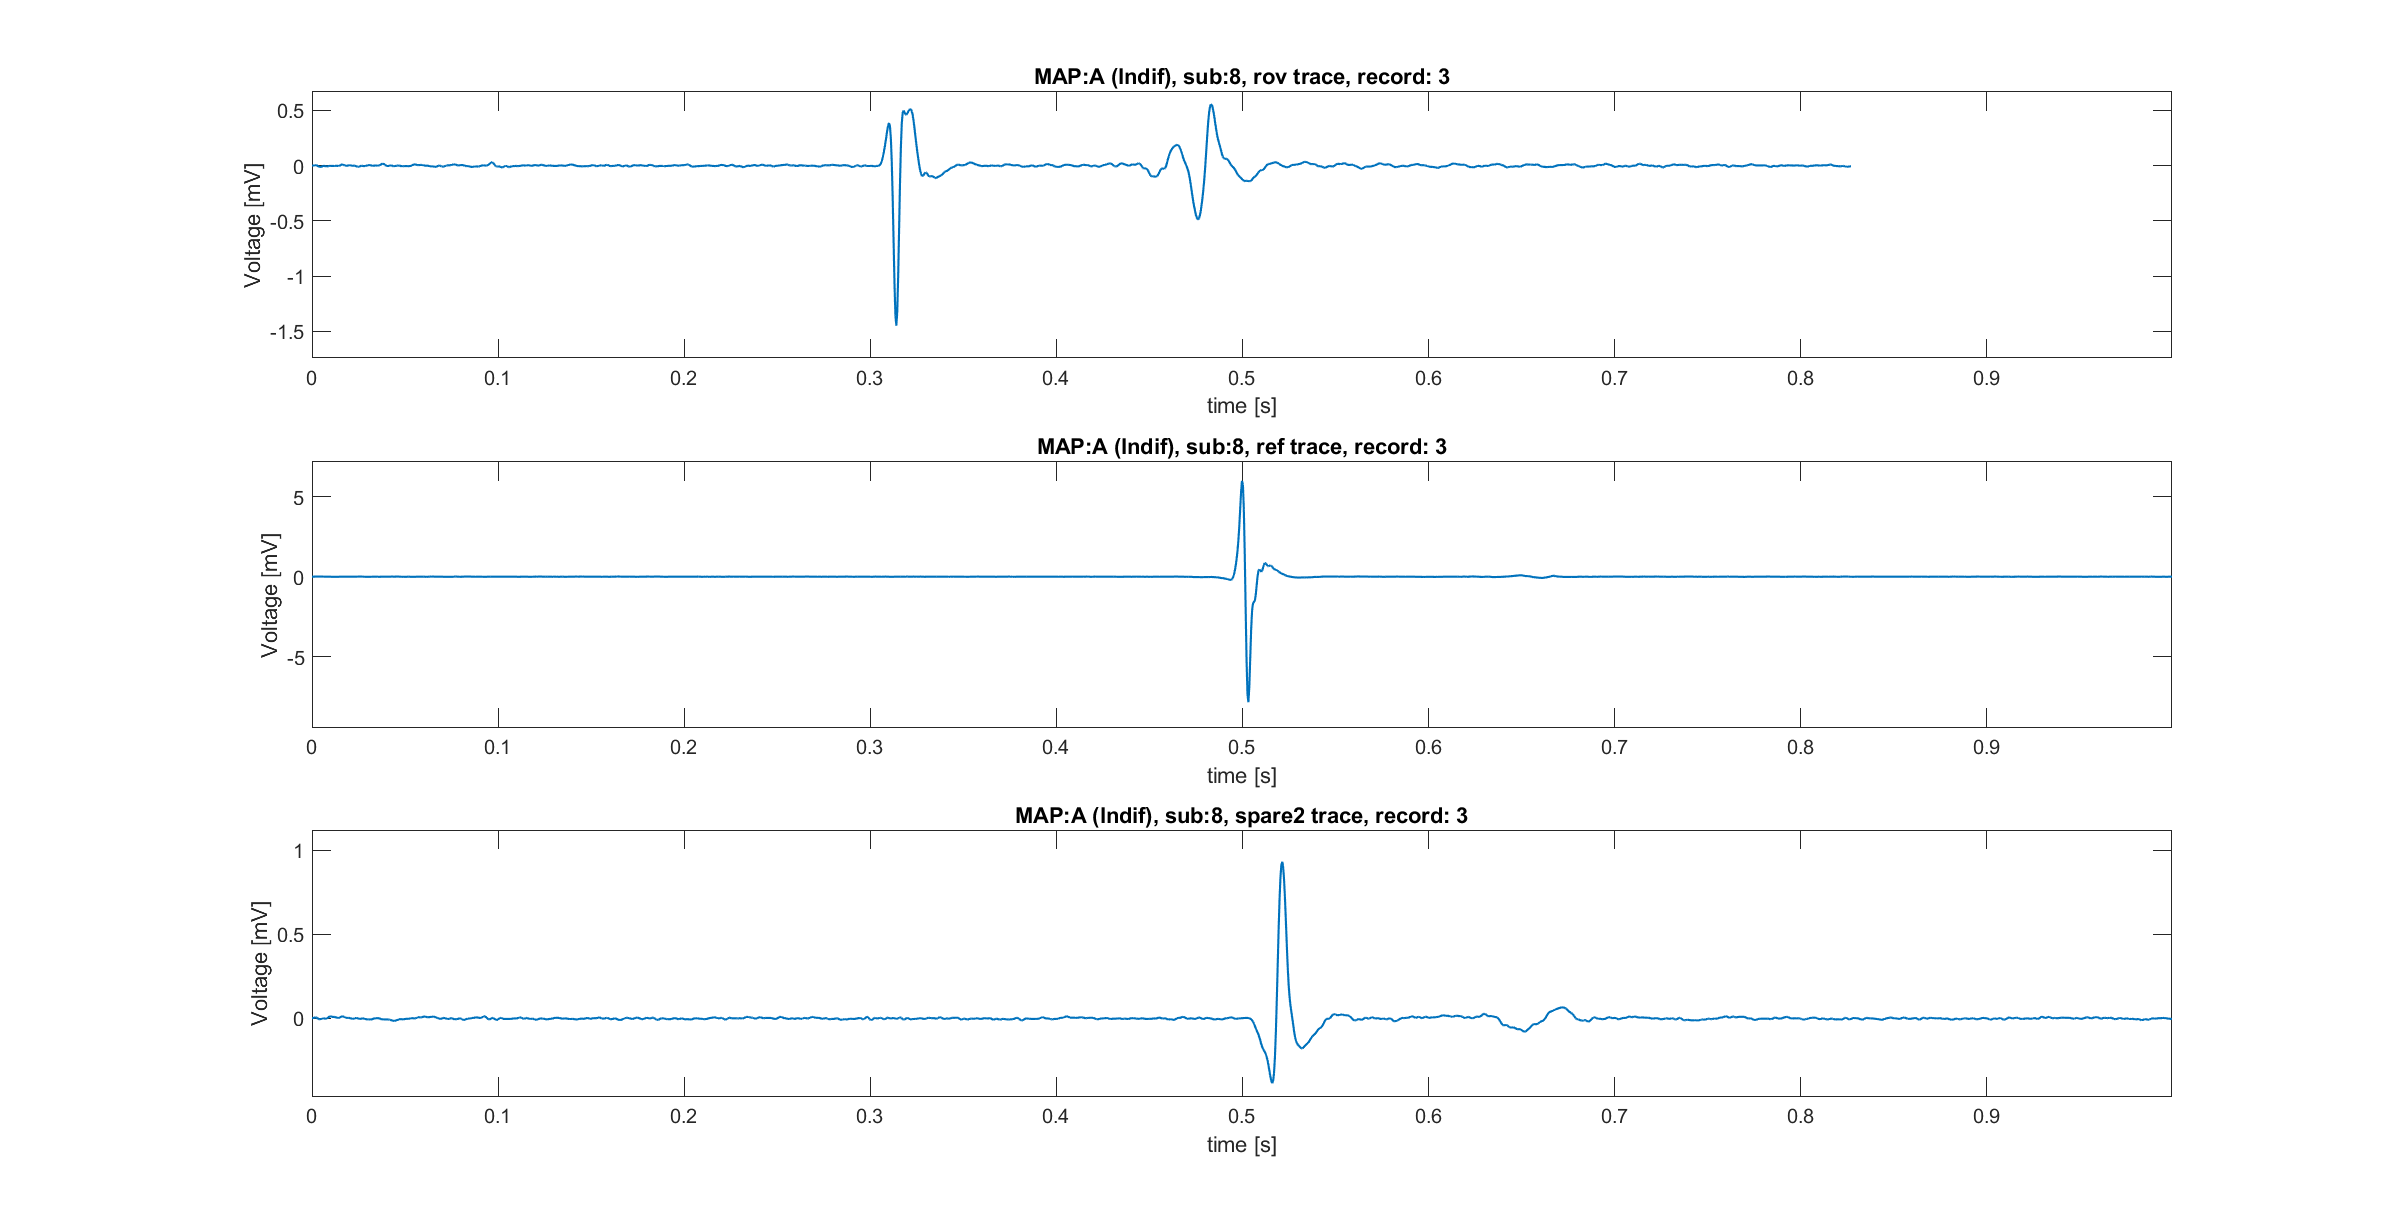 MAP:A (Indif), sub:8, rov trace, record: 3
Voltage [mV]
0.5
0
-0.5
-1
-1.5
0 0.1 0.2 0.3 0.4 0.5 0.6 0.7 0.8 0.9
time [s]
MAP:A (Indif), sub:8, ref trace, record: 3
Voltage [mV]
5
0
-5
0 0.1 0.2 0.3 0.4 0.5 0.6 0.7 0.8 0.9
time [s]
MAP:A (Indif), sub:8, spare2 trace, record: 3
Voltage [mV]
1
0.5
0
0 0.1 0.2 0.3 0.4 0.5 0.6 0.7 0.8 0.9
time [s]